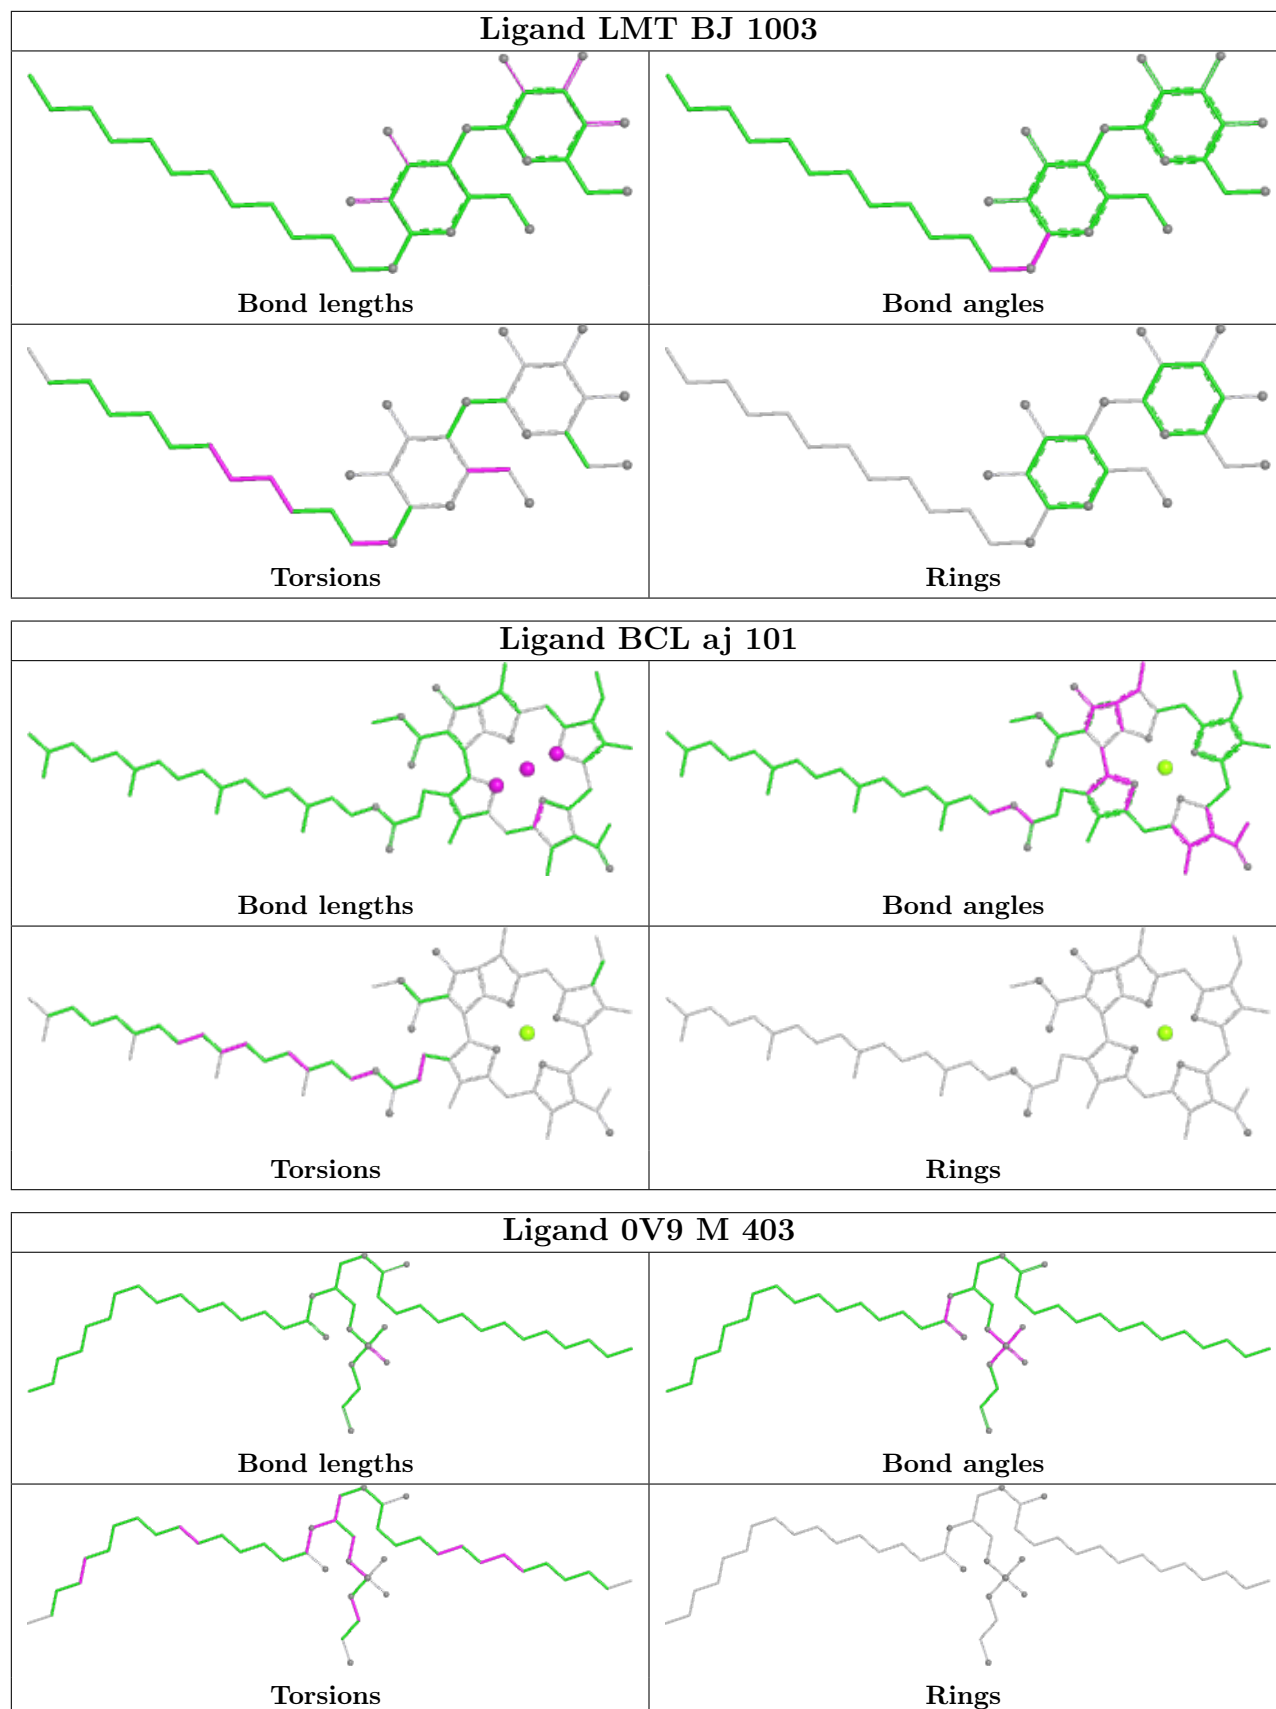 Ligand LMT BJ 1003
Bond lengths
Bond angles
Torsions
Rings
Ligand BCL aj 101
Bond lengths
Bond angles
Torsions
Rings
Ligand 0V9 M 403
Bond lengths
Bond angles
Torsions
Rings